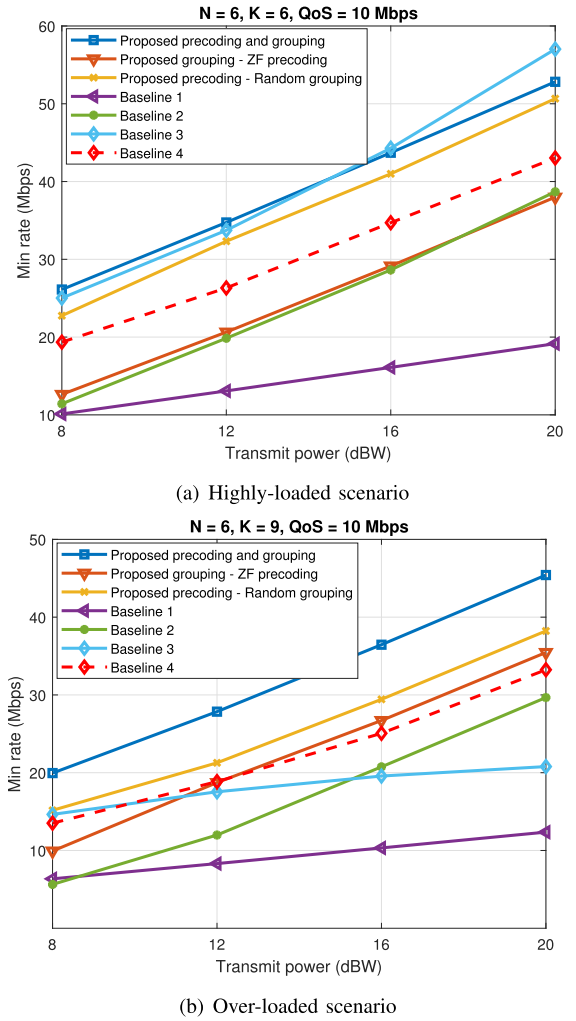 N = 6, K = 6, QoS = 10 Mbps
60
50
40
30
20
10
Min rate (Mbps)
Proposed precoding and grouping
Proposed grouping - ZF precoding
Proposed precoding - Random grouping
Baseline 1
Baseline 2
Baseline 3
Baseline 4
8 12 16 20
Transmit power (dBW)
(a) Highly-loaded scenario
N = 6, K = 9, QoS = 10 Mbps
50
40
30
20
10
Min rate (Mbps)
Proposed precoding and grouping
Proposed grouping - ZF precoding
Proposed precoding - Random grouping
Baseline 1
Baseline 2
Baseline 3
Baseline 4
8 12 16 20
Transmit power (dBW)
(b) Over-loaded scenario